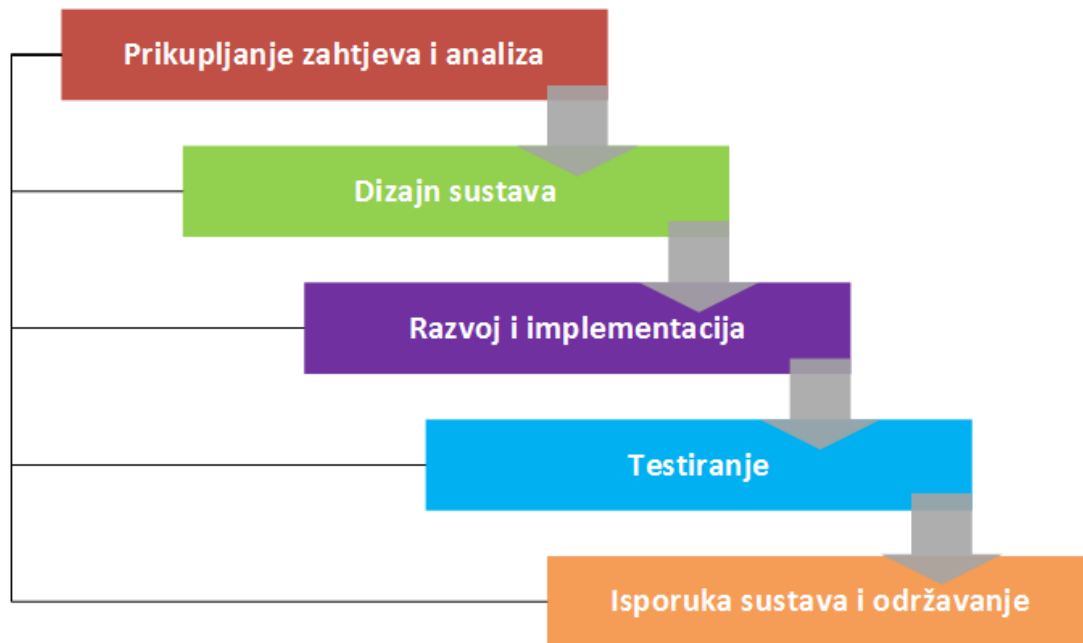 Prikupljanje zahtjeva i analiza
Dizajn sustava
Razvoj i implementacija
Testiranje
Isporuka sustava i održavanje